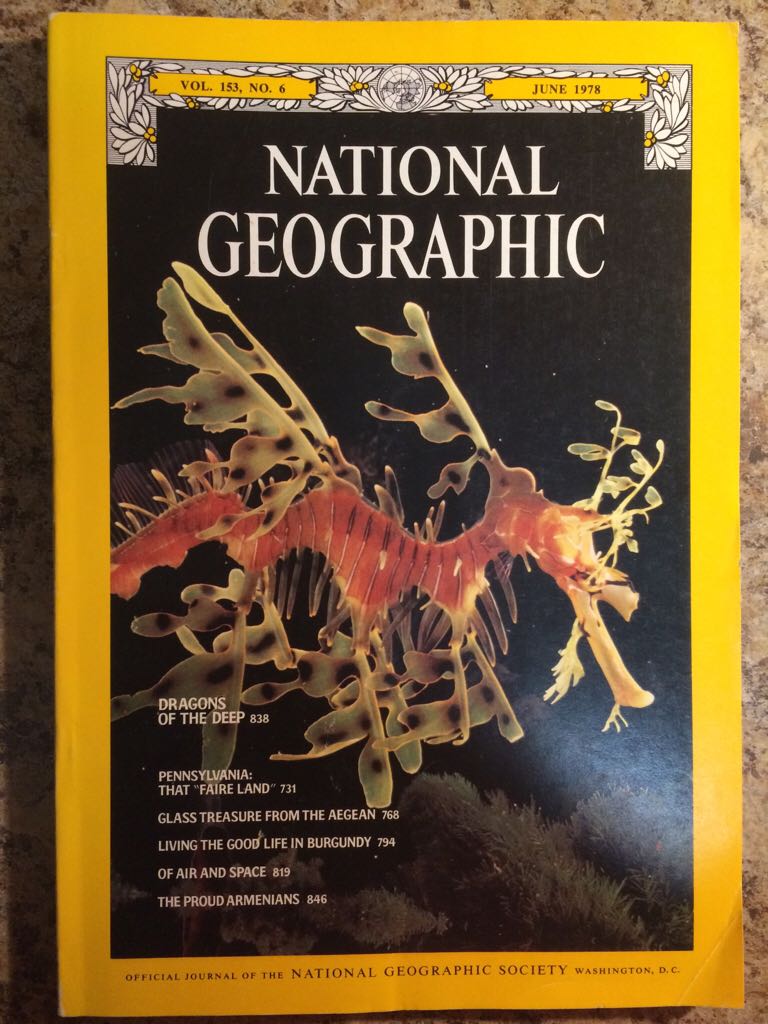 VOL. 153, NO. 6
JUNE 1978
NATIONAL
GEOGRAPHIC
DRAGONS
OF THE DEEP 838
PENNSYLVANIA:
THAT "FAIRE LAND" 731
GLASS TREASURE FROM THE AEGEAN 768
LIVING THE GOOD LIFE IN BURGUNDY 794
OF AIR AND SPACE 819
THE PROUD ARMENIANS 846
OFFICIAL JOURNAL OF THE NATIONAL GEOGRAPHIC SOCIETY WASHINGTON, D.C.